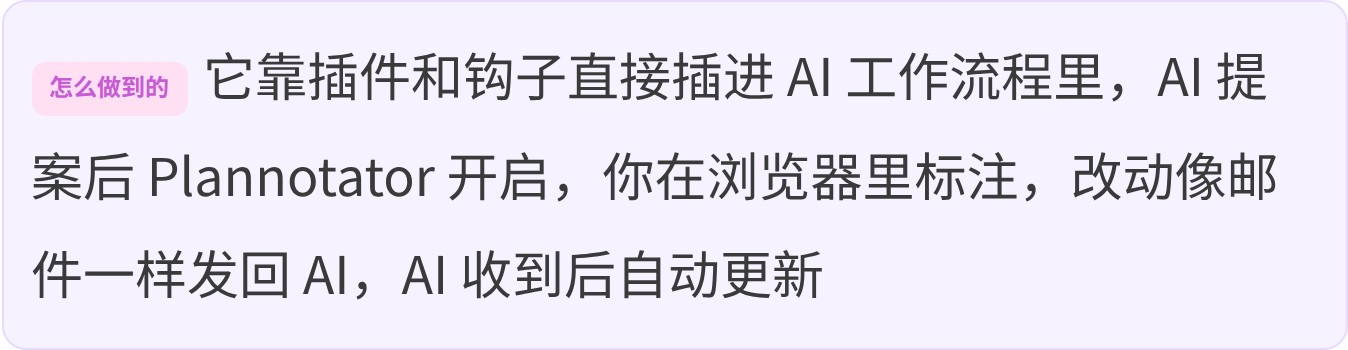 怎么做到的 它靠插件和钩子直接插进 AI 工作流程里，AI 提
案后 Plannotator 开启，你在浏览器里标注，改动像邮
件一样发回 AI，AI 收到后自动更新